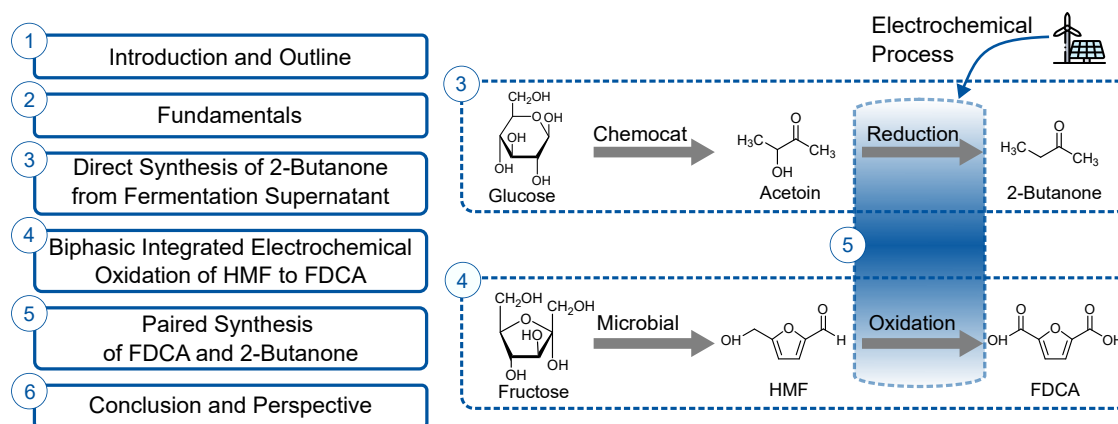 1
Introduction and Outline
2
Fundamentals
3
Direct Synthesis of 2-Butanone
from Fermentation Supernatant
4
Biphasic Integrated Electrochemical
Oxidation of HMF to FDCA
5
Paired Synthesis
of FDCA and 2-Butanone
6
Conclusion and Perspective
Electrochemical
Process
3
CH2OH
O
OH
OH
OH
OH
Glucose
Chemocat
O
H3C
CH3
OH
Acetoin
Reduction
O
H3C
CH3
2-Butanone
5
4
CH2OH
CH2OH
O
HO
OH
OH
Fructose
Microbial
O
O
OH
H
HMF
Oxidation
O
O
O
OH
OH
FDCA